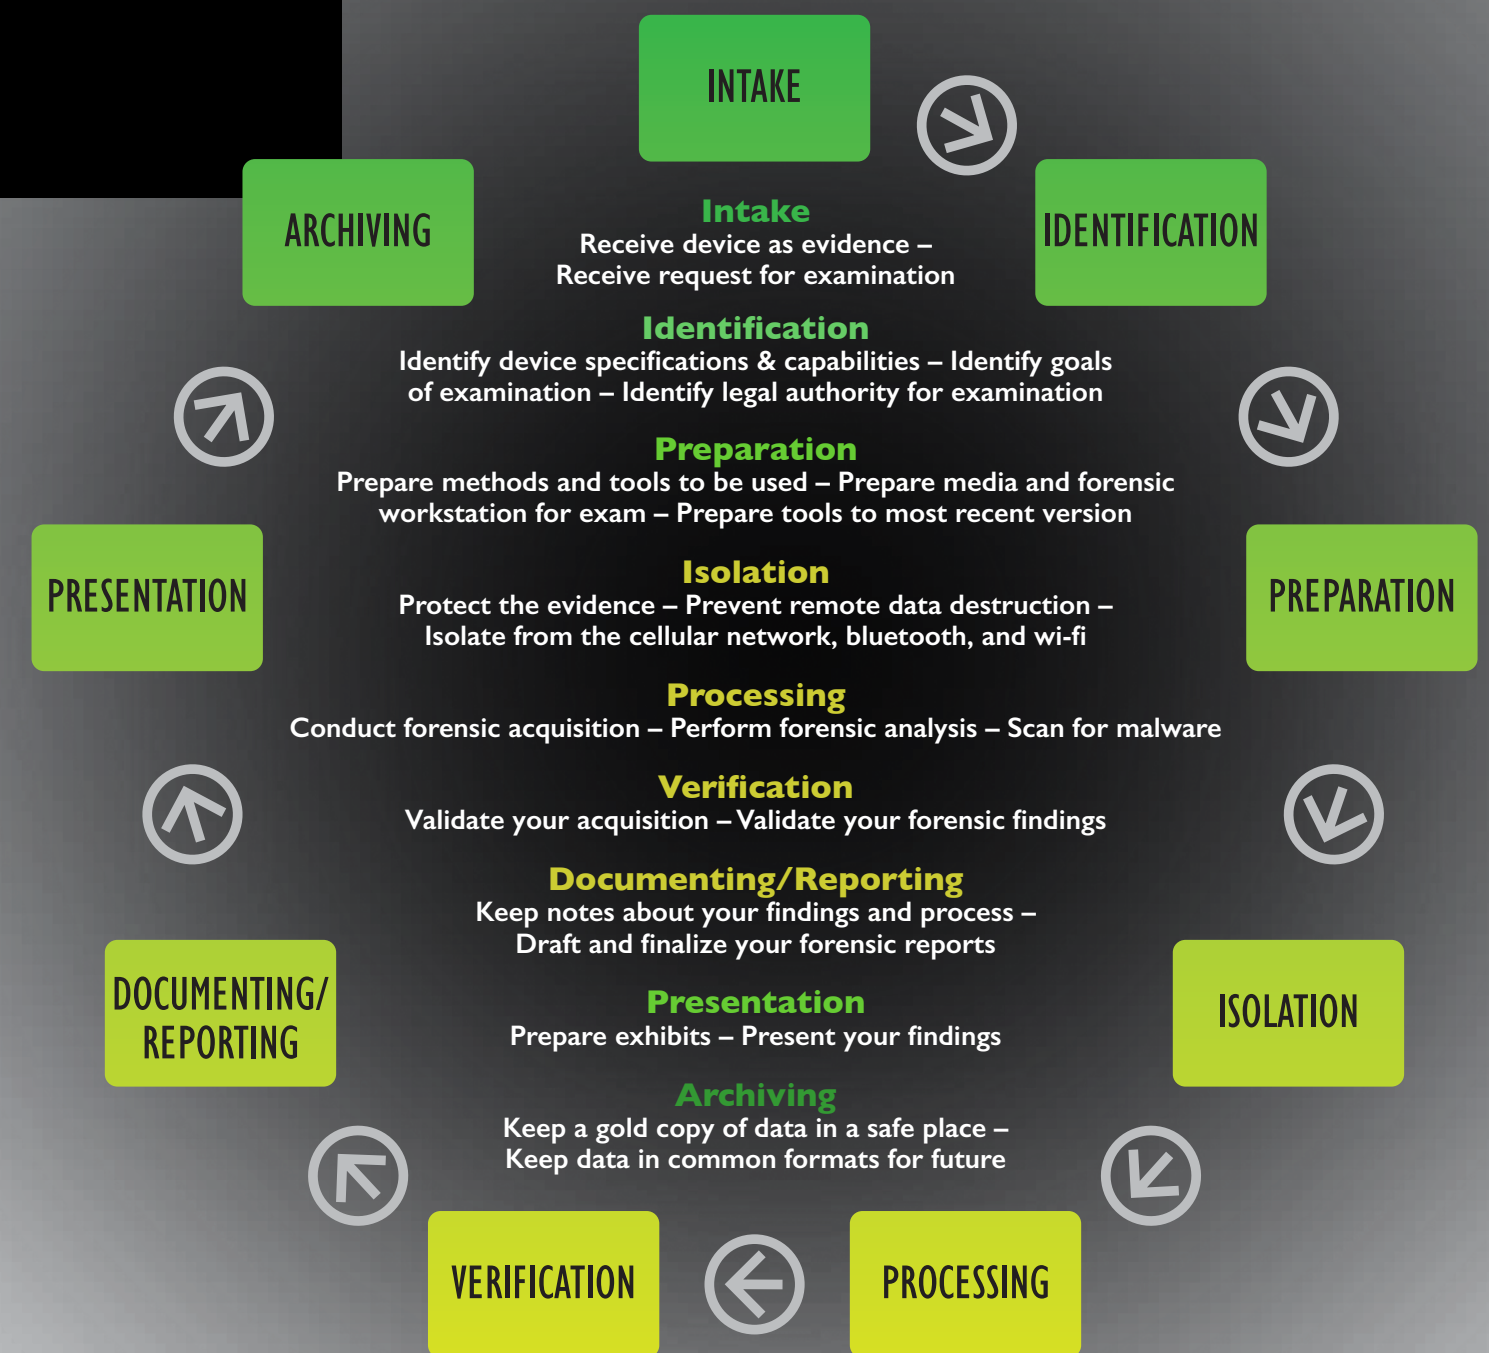 INTAKE
ARCHIVING
IDENTIFICATION
Intake
Receive device as evidence –
Receive request for examination
Identification
Identify device specifications & capabilities – Identify goals
of examination – Identify legal authority for examination
Preparation
Prepare methods and tools to be used – Prepare media and forensic
workstation for exam – Prepare tools to most recent version
PRESENTATION
PREPARATION
Isolation
Protect the evidence – Prevent remote data destruction –
Isolate from the cellular network, bluetooth, and wi-fi
Processing
Conduct forensic acquisition – Perform forensic analysis – Scan for malware
Verification
Validate your acquisition – Validate your forensic findings
Documenting/Reporting
Keep notes about your findings and process –
Draft and finalize your forensic reports
DOCUMENTING/
REPORTING
ISOLATION
Presentation
Prepare exhibits – Present your findings
Archiving
Keep a gold copy of data in a safe place –
Keep data in common formats for future
VERIFICATION
PROCESSING